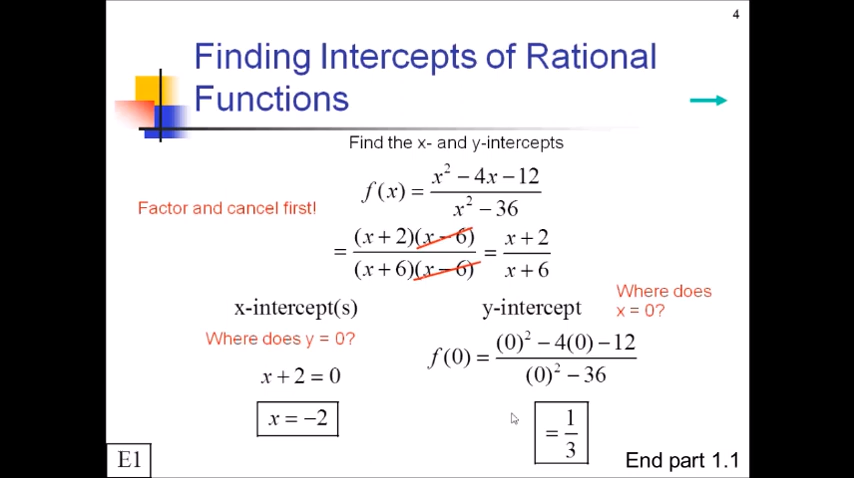 4
Finding Intercepts of Rational
Functions
Find the x- and y-intercepts
Factor and cancel first!
f(x) = (x² − 4x − 12)/(x² − 36)
= ((x + 2)(x − 6))/((x + 6)(x − 6)) = (x + 2)/(x + 6)
x-intercept(s)
Where does y = 0?
x + 2 = 0
x = −2
y-intercept
Where does
x = 0?
f(0) = ((0)² − 4(0) − 12)/((0)² − 36)
= 1/3
E1
End part 1.1